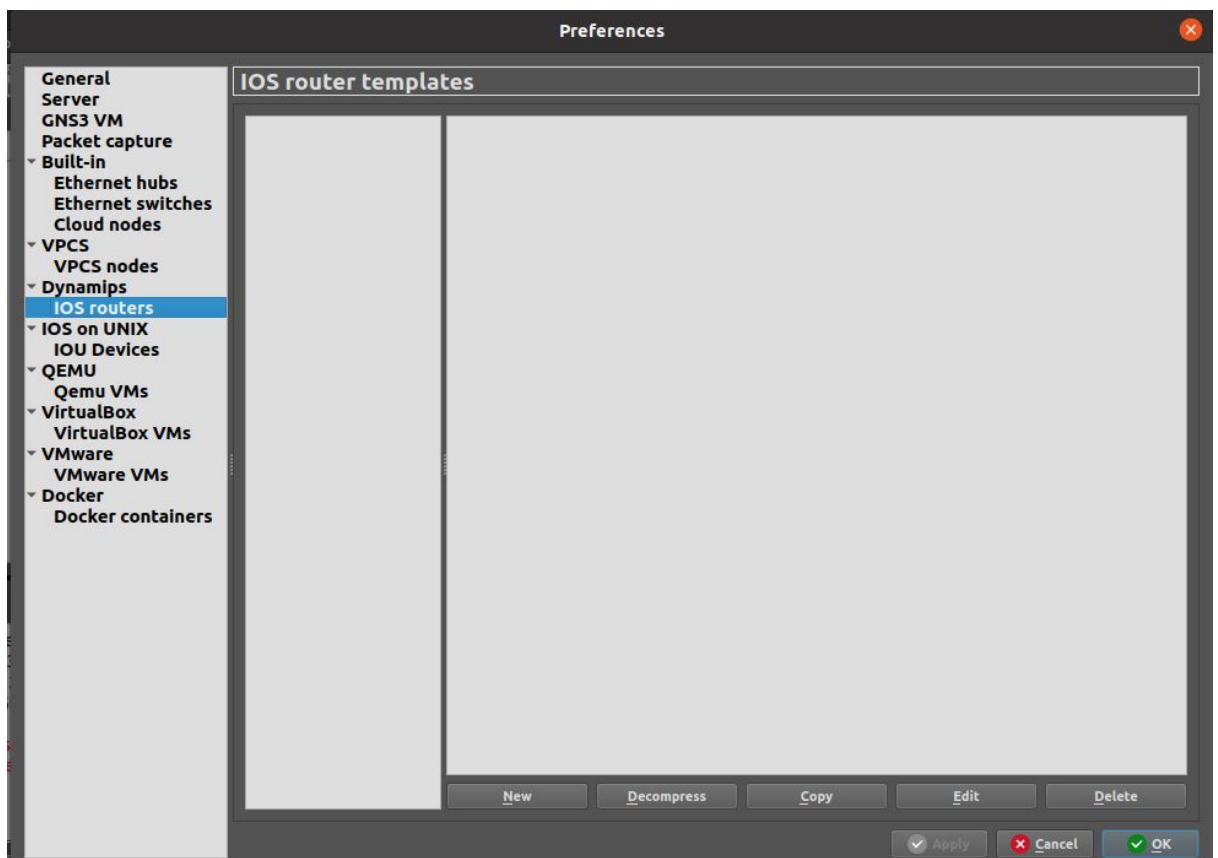 Preferences
General
Server
GNS3 VM
Packet capture
Built-in
Ethernet hubs
Ethernet switches
Cloud nodes
VPCS
VPCS nodes
Dynamips
IOS routers
IOS on UNIX
IOU Devices
QEMU
Qemu VMs
VirtualBox
VirtualBox VMs
VMware
VMware VMs
Docker
Docker containers
IOS router templates
New
Decompress
Copy
Edit
Delete
Apply
Cancel
OK